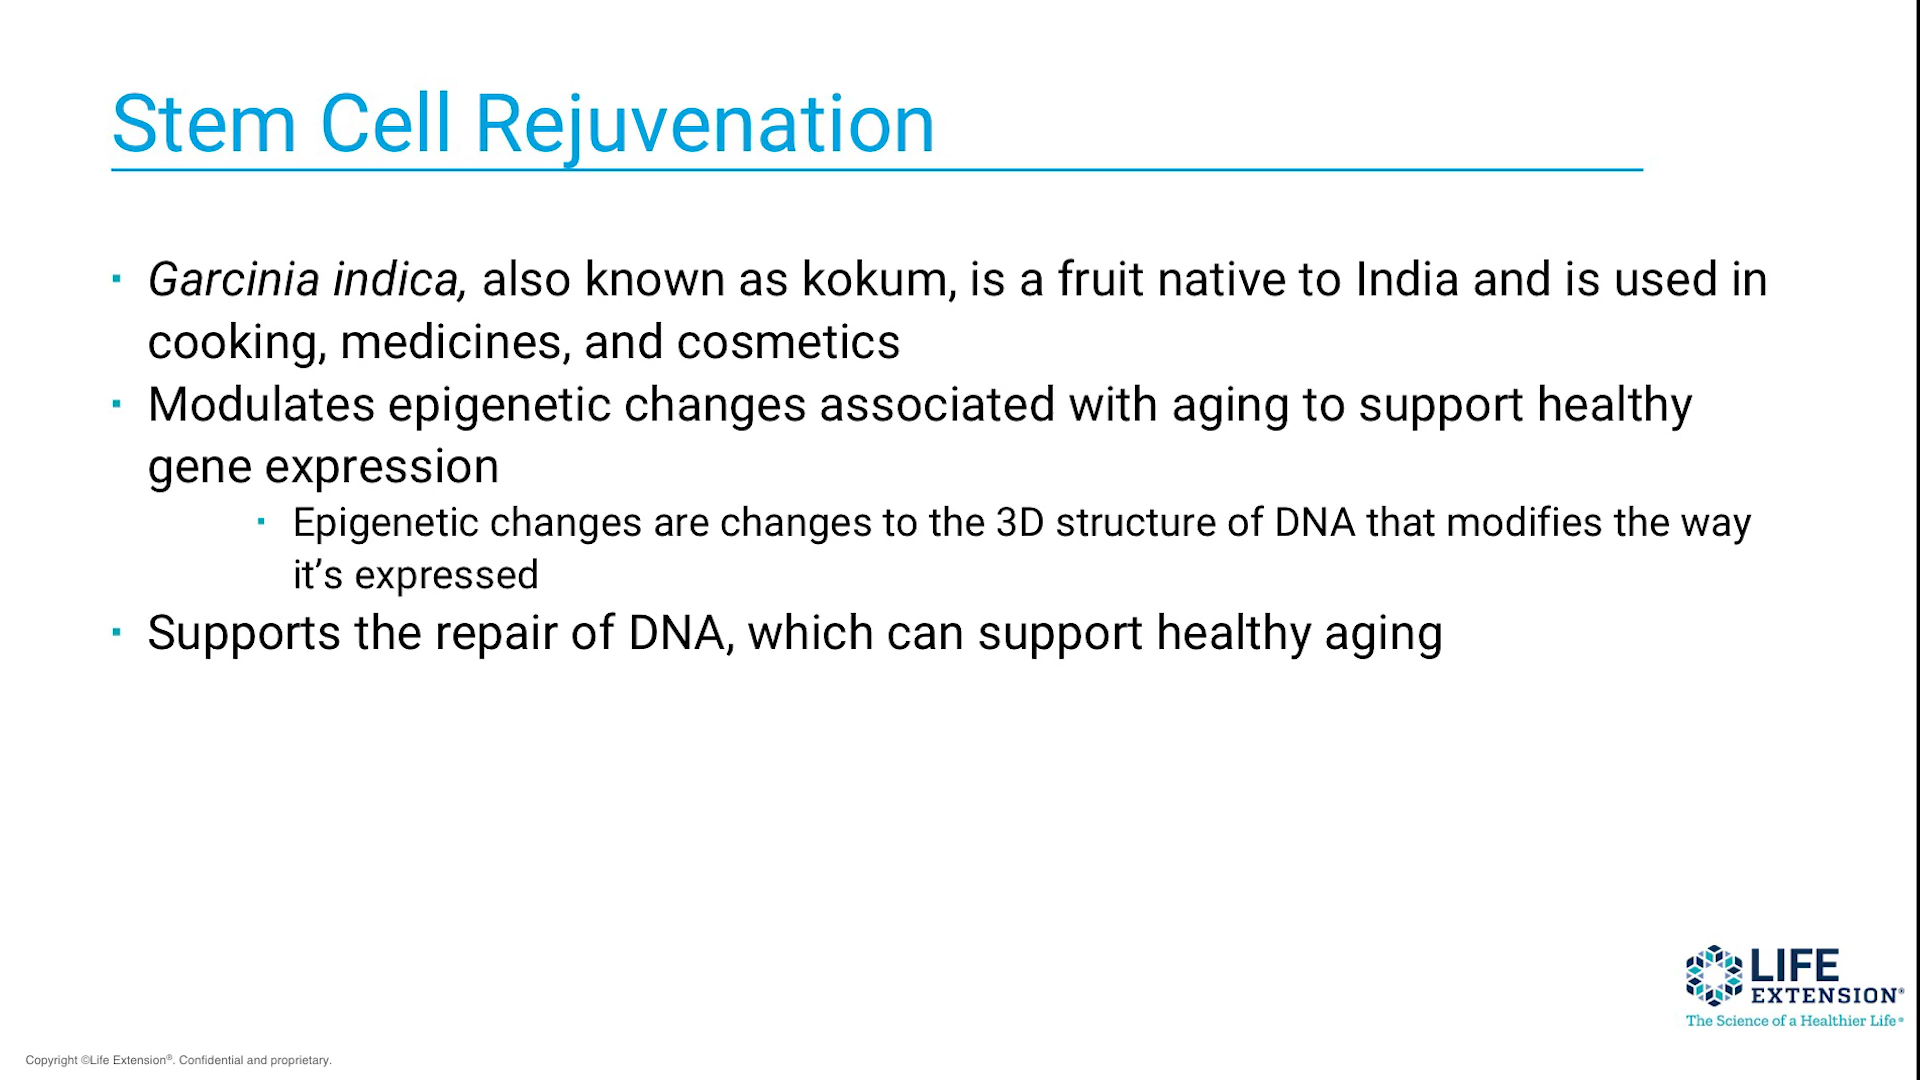 Stem Cell Rejuvenation
▪ Garcinia indica, also known as kokum, is a fruit native to India and is used in
cooking, medicines, and cosmetics
▪ Modulates epigenetic changes associated with aging to support healthy
gene expression
▪ Epigenetic changes are changes to the 3D structure of DNA that modifies the way
it’s expressed
▪ Supports the repair of DNA, which can support healthy aging
LIFE
EXTENSION®
The Science of a Healthier Life®
Copyright ©Life Extension®. Confidential and proprietary.